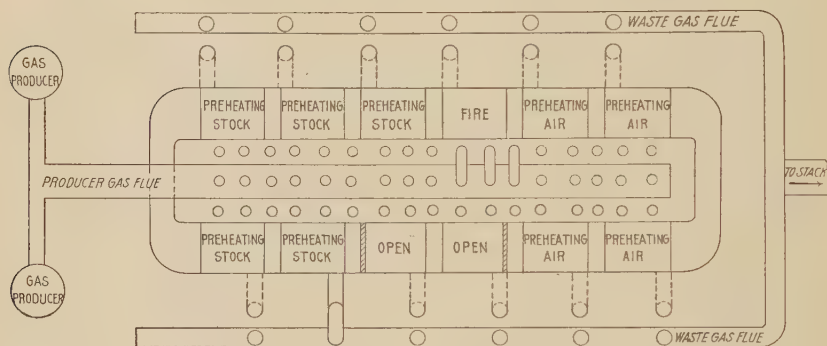 WASTE GAS FLUE
GAS
PRODUCER
PREHEATING
STOCK
PREHEATING
STOCK
PREHEATING
STOCK
FIRE
PREHEATING
AIR
PREHEATING
AIR
PRODUCER GAS FLUE
TO STACK
PREHEATING
STOCK
PREHEATING
STOCK
OPEN
OPEN
PREHEATING
AIR
PREHEATING
AIR
GAS
PRODUCER
WASTE GAS FLUE